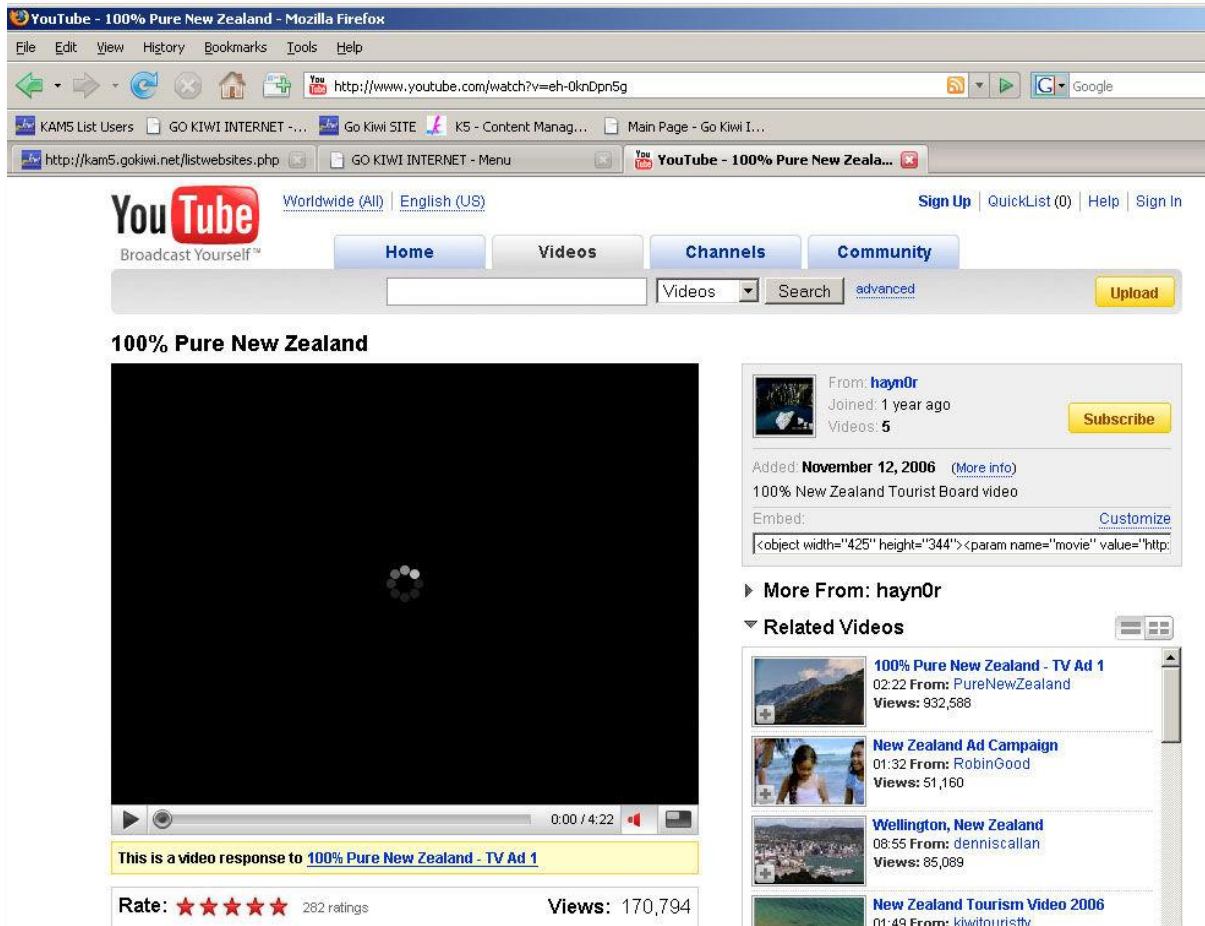 YouTube - 100% Pure New Zealand - Mozilla Firefox
File Edit View History Bookmarks Tools Help
You Tube http://www.youtube.com/watch?v=eh-0knDpn5g G Google
KAM5 List Users GO KIWI INTERNET -... Go Kiwi SITE K5 - Content Manag... Main Page - Go Kiwi I...
http://kam5.gokiwi.net/listwebsites.php GO KIWI INTERNET - Menu You Tube YouTube - 100% Pure New Zeala...
You Tube
Broadcast Yourself™
Worldwide (All) English (US)
Sign Up QuickList (0) Help Sign In
Home Videos Channels Community
Videos Search advanced Upload
100% Pure New Zealand
0:00 / 4:22
This is a video response to 100% Pure New Zealand - TV Ad 1
Rate: 282 ratings Views: 170,794
From: hayn0r
Joined: 1 year ago
Videos: 5
Subscribe
Added: November 12, 2006 (More info)
100% New Zealand Tourist Board video
Embed: Customize
<object width="425" height="344"><param name="movie" value="http:
More From: hayn0r
Related Videos
100% Pure New Zealand - TV Ad 1
02:22 From: PureNewZealand
Views: 932,588
New Zealand Ad Campaign
01:32 From: RobinGood
Views: 51,160
Wellington, New Zealand
08:55 From: denniscallan
Views: 85,089
New Zealand Tourism Video 2006
01:49 From: kiwitouristtv